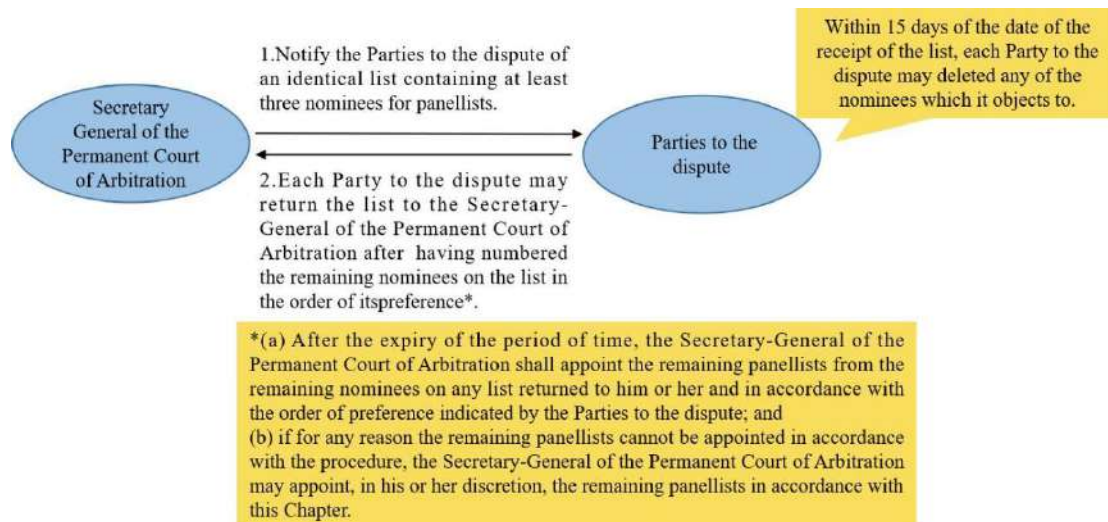 Secretary
General of the
Permanent Court
of Arbitration
1.Notify the Parties to the dispute of
an identical list containing at least
three nominees for panellists.
2.Each Party to the dispute may
return the list to the Secretary-
General of the Permanent Court of
Arbitration after having numbered
the remaining nominees on the list in
the order of itspreference*.
Parties to the
dispute
Within 15 days of the date of the
receipt of the list, each Party to the
dispute may deleted any of the
nominees which it objects to.
*(a) After the expiry of the period of time, the Secretary-General of the
Permanent Court of Arbitration shall appoint the remaining panellists from the
remaining nominees on any list returned to him or her and in accordance with
the order of preference indicated by the Parties to the dispute; and
(b) if for any reason the remaining panellists cannot be appointed in accordance
with the procedure, the Secretary-General of the Permanent Court of Arbitration
may appoint, in his or her discretion, the remaining panellists in accordance with
this Chapter.